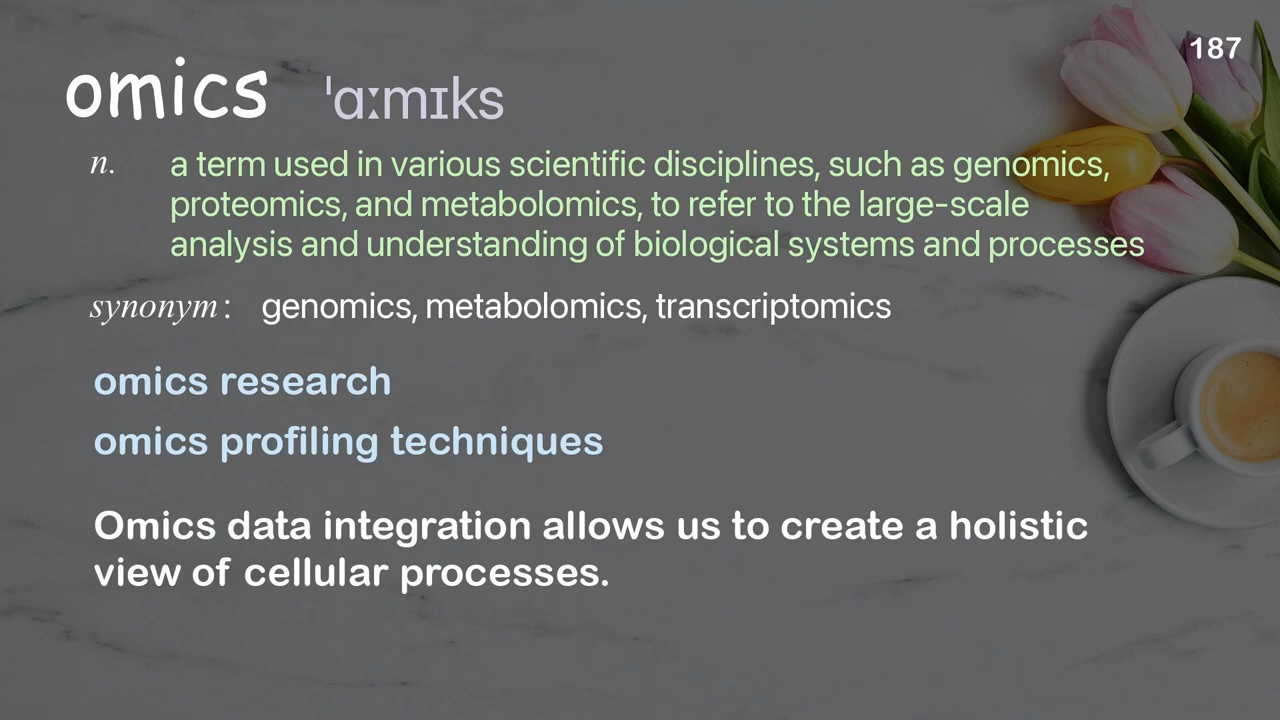 187
omics ˈɑːmɪks
n. a term used in various scientific disciplines, such as genomics,
proteomics, and metabolomics, to refer to the large-scale
analysis and understanding of biological systems and processes
synonym: genomics, metabolomics, transcriptomics
omics research
omics profiling techniques
Omics data integration allows us to create a holistic
view of cellular processes.